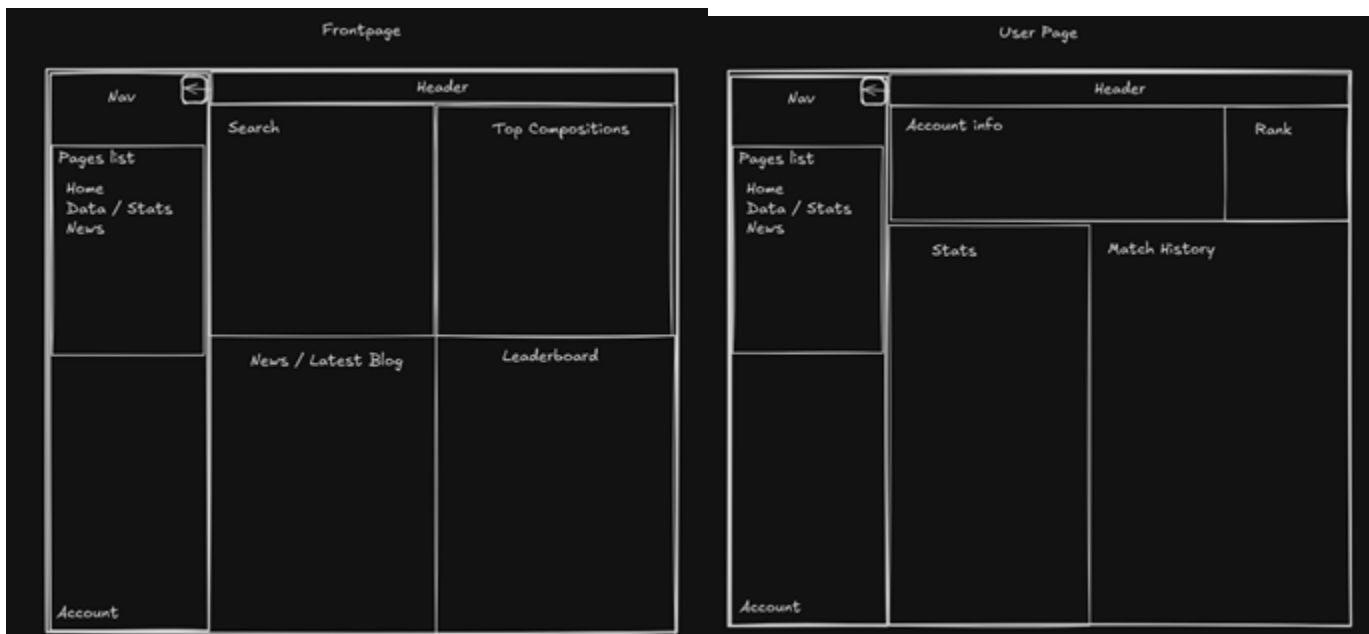 Frontpage
Nav
Header
Pages list
Home
Data / Stats
News
Account
Search
Top Compositions
News / Latest Blog
Leaderboard
User Page
Nav
Header
Pages list
Home
Data / Stats
News
Account
Account info
Rank
Stats
Match History